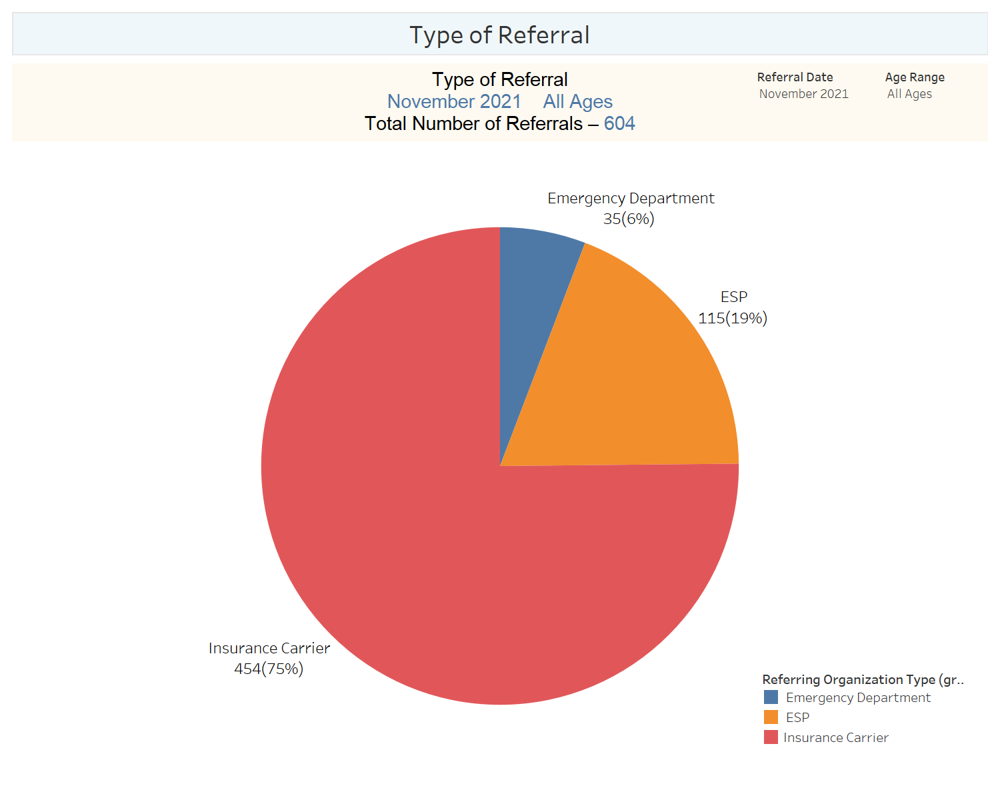 Type of Referral
Type of Referral
November 2021 All Ages
Total Number of Referrals – 604
Referral Date
November 2021
Age Range
All Ages
Emergency Department
35(6%)
ESP
115(19%)
Insurance Carrier
454(75%)
Referring Organization Type (gr..
Emergency Department
ESP
Insurance Carrier